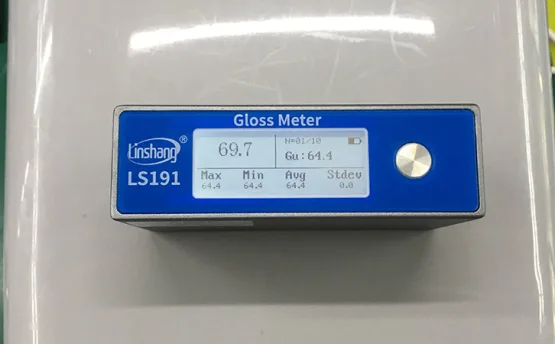 Gloss Meter
Linshang®
LS191
69.7
N=01/10
Gu:64.4
Max Min Avg Stdev
64.4 64.4 64.4 0.0